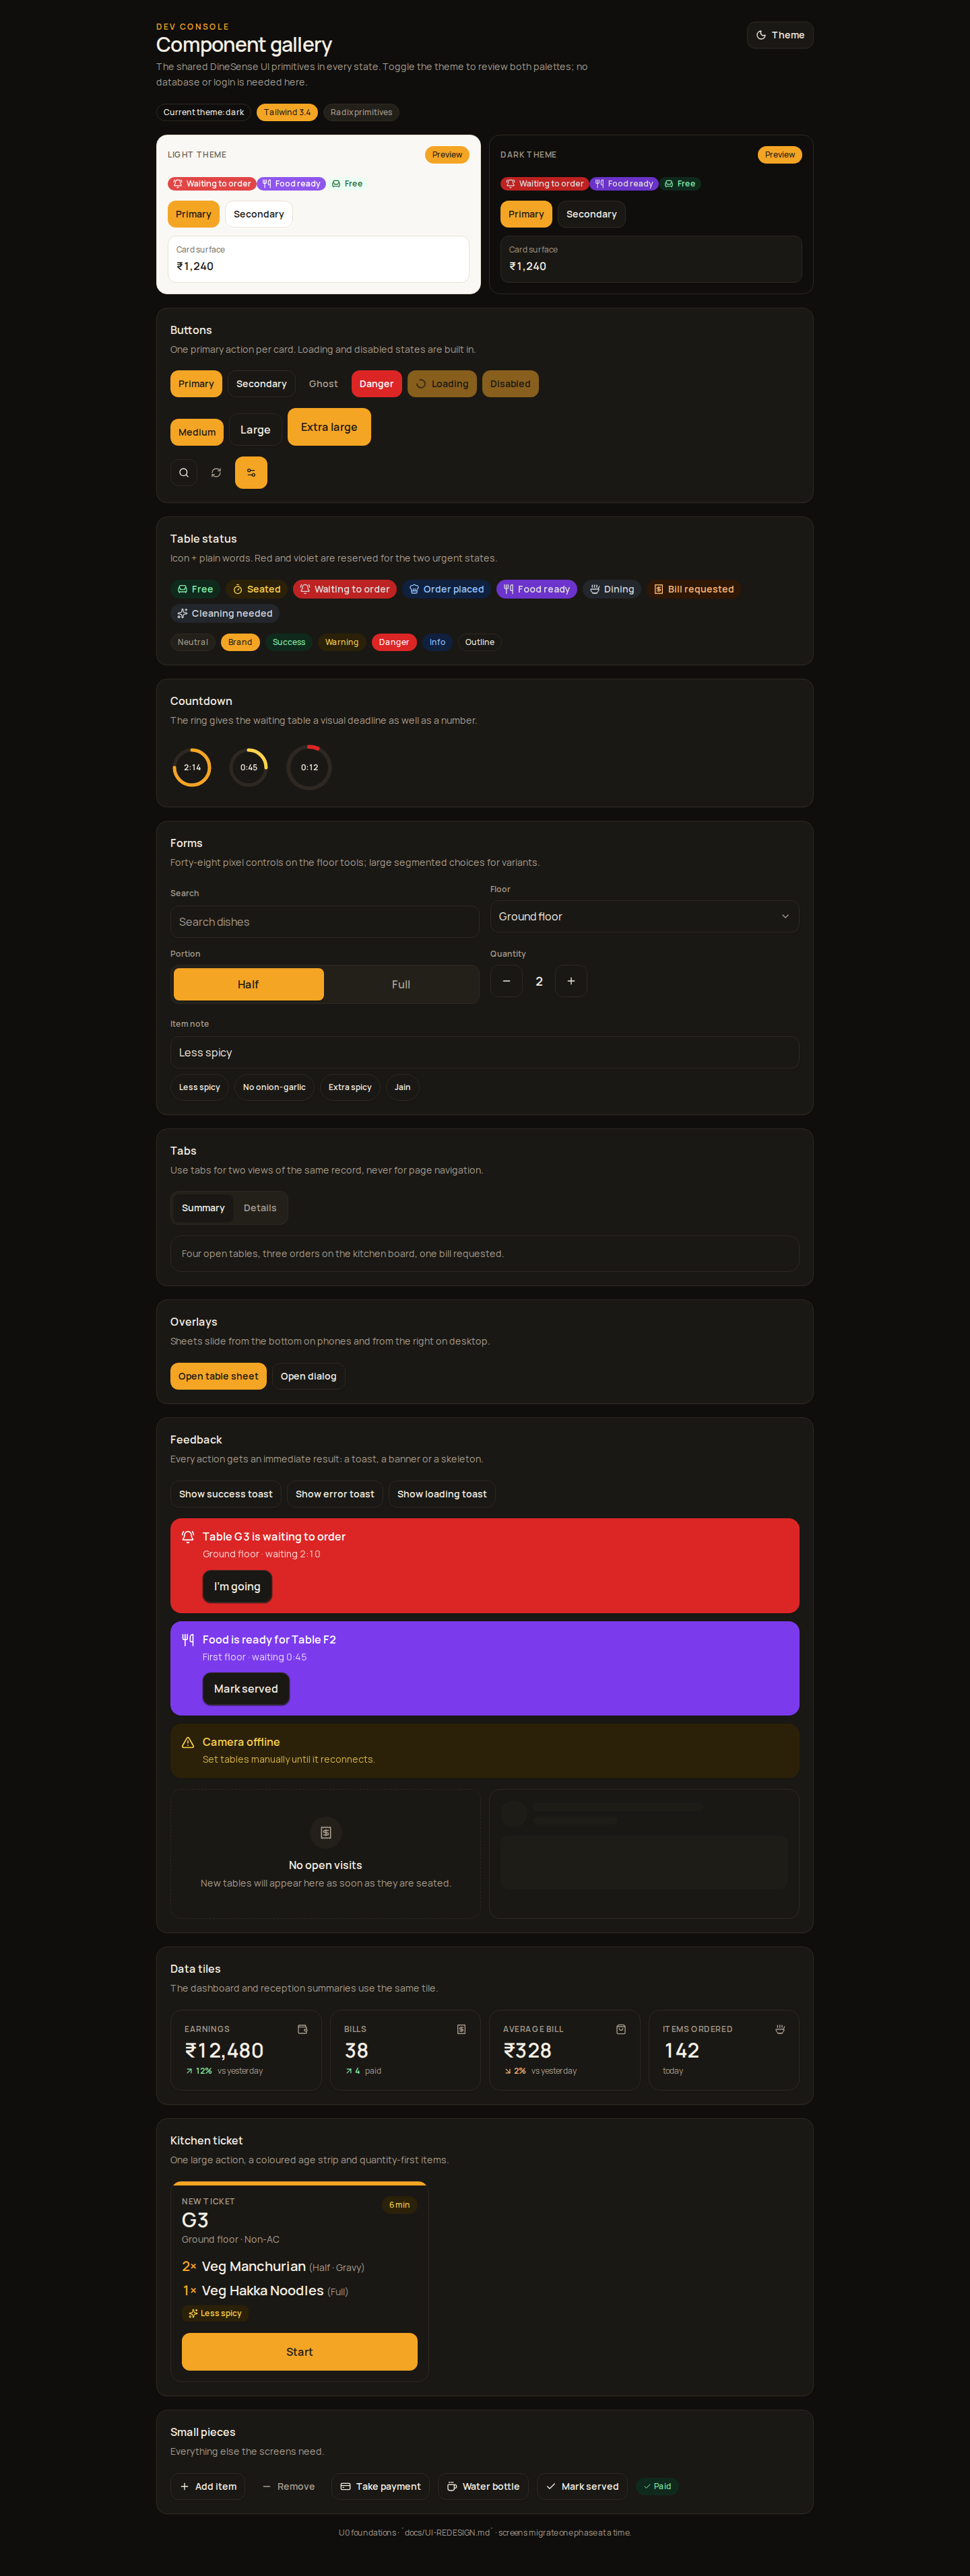 DEV CONSOLE
Component gallery
Theme
The shared DineSense UI primitives in every state. Toggle the theme to review both palettes; no
database or login is needed here.
Current theme: dark
Tailwind 3.4
Radix primitives
LIGHT THEME
Preview
Waiting to order
Food ready
Free
Primary
Secondary
Card surface
₹1,240
DARK THEME
Preview
Waiting to order
Food ready
Free
Primary
Secondary
Card surface
₹1,240
Buttons
One primary action per card. Loading and disabled states are built in.
Primary
Secondary
Ghost
Danger
Loading
Disabled
Medium
Large
Extra large
Table status
Icon + plain words. Red and violet are reserved for the two urgent states.
Free
Seated
Waiting to order
Order placed
Food ready
Dining
Bill requested
Cleaning needed
Neutral
Brand
Success
Warning
Danger
Info
Outline
Countdown
The ring gives the waiting table a visual deadline as well as a number.
2:14
0:45
0:12
Forms
Forty-eight pixel controls on the floor tools; large segmented choices for variants.
Search
Search dishes
Floor
Ground floor
Portion
Half
Full
Quantity
2
Item note
Less spicy
Less spicy
No onion-garlic
Extra spicy
Jain
Tabs
Use tabs for two views of the same record, never for page navigation.
Summary
Details
Four open tables, three orders on the kitchen board, one bill requested.
Overlays
Sheets slide from the bottom on phones and from the right on desktop.
Open table sheet
Open dialog
Feedback
Every action gets an immediate result: a toast, a banner or a skeleton.
Show success toast
Show error toast
Show loading toast
Table G3 is waiting to order
Ground floor · waiting 2:10
I'm going
Food is ready for Table F2
First floor · waiting 0:45
Mark served
Camera offline
Set tables manually until it reconnects.
No open visits
New tables will appear here as soon as they are seated.
Data tiles
The dashboard and reception summaries use the same tile.
EARNINGS
₹12,480
12% vs yesterday
BILLS
38
4 paid
AVERAGE BILL
₹328
2% vs yesterday
ITEMS ORDERED
142
today
Kitchen ticket
One large action, a coloured age strip and quantity-first items.
NEW TICKET
6 min
G3
Ground floor · Non-AC
2× Veg Manchurian (Half · Gravy)
1× Veg Hakka Noodles (Full)
Less spicy
Start
Small pieces
Everything else the screens need.
Add item
Remove
Take payment
Water bottle
Mark served
Paid
U0 foundations · `docs/UI-REDESIGN.md` · screens migrate one phase at a time.